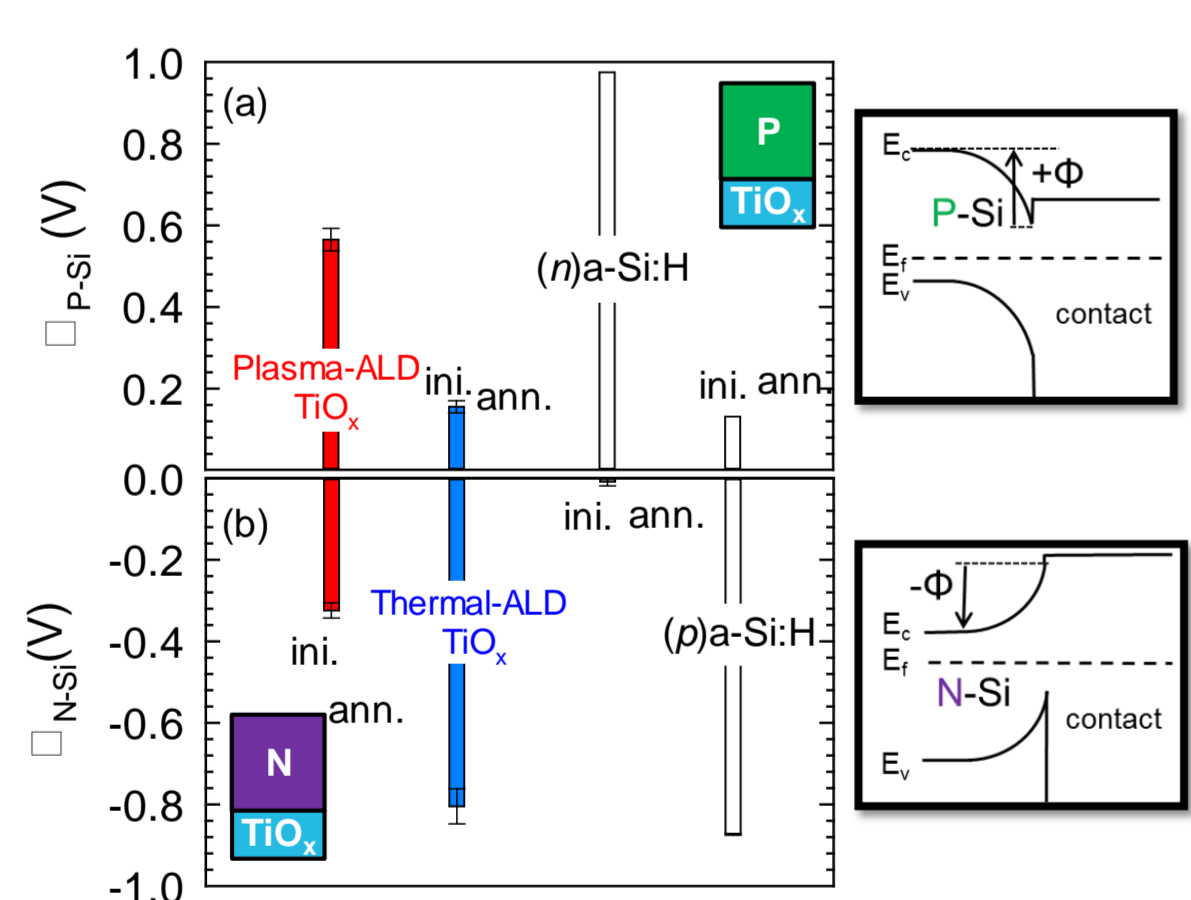 1.0
0.8
0.6
0.4
0.2
0.0
-0.2
-0.4
-0.6
-0.8
-1.0
□ P-Si (V)
□ N-Si(V)
(a)
P
TiOx
(n)a-Si:H
Plasma-ALD
TiOx
ini.
ann.
ini. ann.
(b)
ini. ann.
Thermal-ALD
TiOx
(p)a-Si:H
ini.
ann.
N
TiOx
Ec
+Φ
P-Si
Ef
Ev
contact
-Φ
Ec
Ef
N-Si
contact
Ev